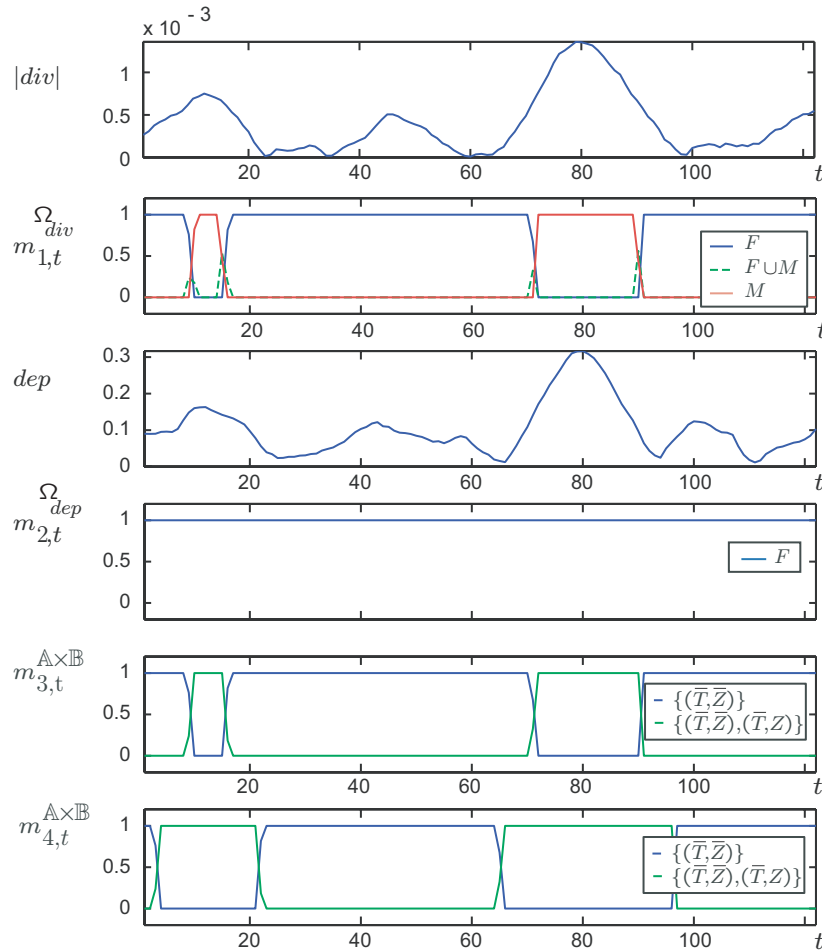 x 10 - 3
|div|
1
0.5
0
20 40 60 80 100 t
Ω div
m 1,t
1
0.5
0
F
F ∪ M
M
20 40 60 80 100 t
dep
0.3
0.2
0.1
0
20 40 60 80 100 t
Ω dep
m 2,t
1
0.5
0
F
m 3,t 𝔸×𝔹
1
0.5
0
{(T̅,Z̅)}
{(T̅,Z̅),(T̅,Z)}
20 40 60 80 100 t
m 4,t 𝔸×𝔹
1
0.5
0
{(T̅,Z̅)}
{(T̅,Z̅),(T̅,Z)}
20 40 60 80 100 t